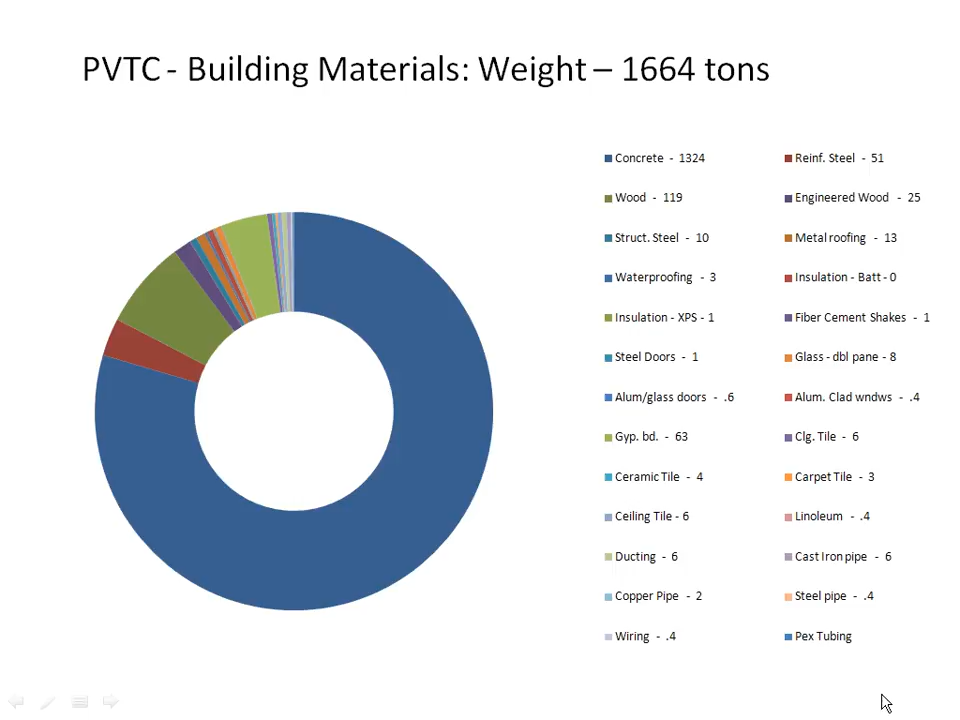 PVTC - Building Materials: Weight – 1664 tons
Concrete - 1324
Reinf. Steel - 51
Wood - 119
Engineered Wood - 25
Struct. Steel - 10
Metal roofing - 13
Waterproofing - 3
Insulation - Batt - 0
Insulation - XPS - 1
Fiber Cement Shakes - 1
Steel Doors - 1
Glass - dbl pane - 8
Alum/glass doors - .6
Alum. Clad wndws - .4
Gyp. bd. - 63
Clg. Tile - 6
Ceramic Tile - 4
Carpet Tile - 3
Ceiling Tile - 6
Linoleum - .4
Ducting - 6
Cast Iron pipe - 6
Copper Pipe - 2
Steel pipe - .4
Wiring - .4
Pex Tubing